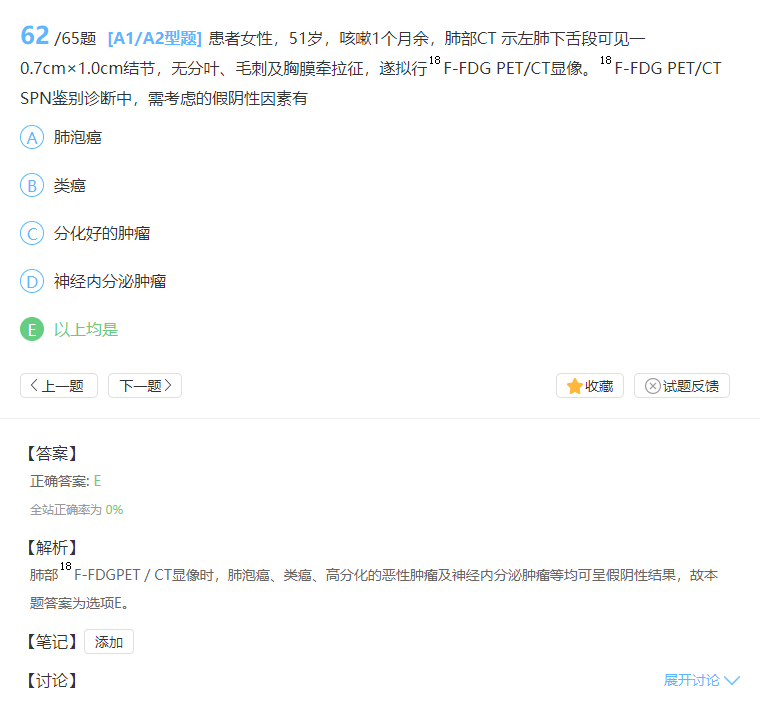 62 /65题 [A1/A2型题] 患者女性，51岁，咳嗽1个月余，肺部CT 示左肺下舌段可见一
0.7cm×1.0cm结节，无分叶、毛刺及胸膜牵拉征，遂拟行18F-FDG PET/CT显像。18F-FDG PET/CT
SPN鉴别诊断中，需考虑的假阴性因素有
A 肺泡癌
B 类癌
C 分化好的肿瘤
D 神经内分泌肿瘤
E 以上均是
上一题 下一题 收藏 试题反馈
【答案】
正确答案: E
全站正确率为 0%
【解析】
肺部18F-FDGPET / CT显像时，肺泡癌、类癌、高分化的恶性肿瘤及神经内分泌肿瘤等均可呈假阴性结果，故本
题答案为选项E。
【笔记】 添加
【讨论】 展开讨论